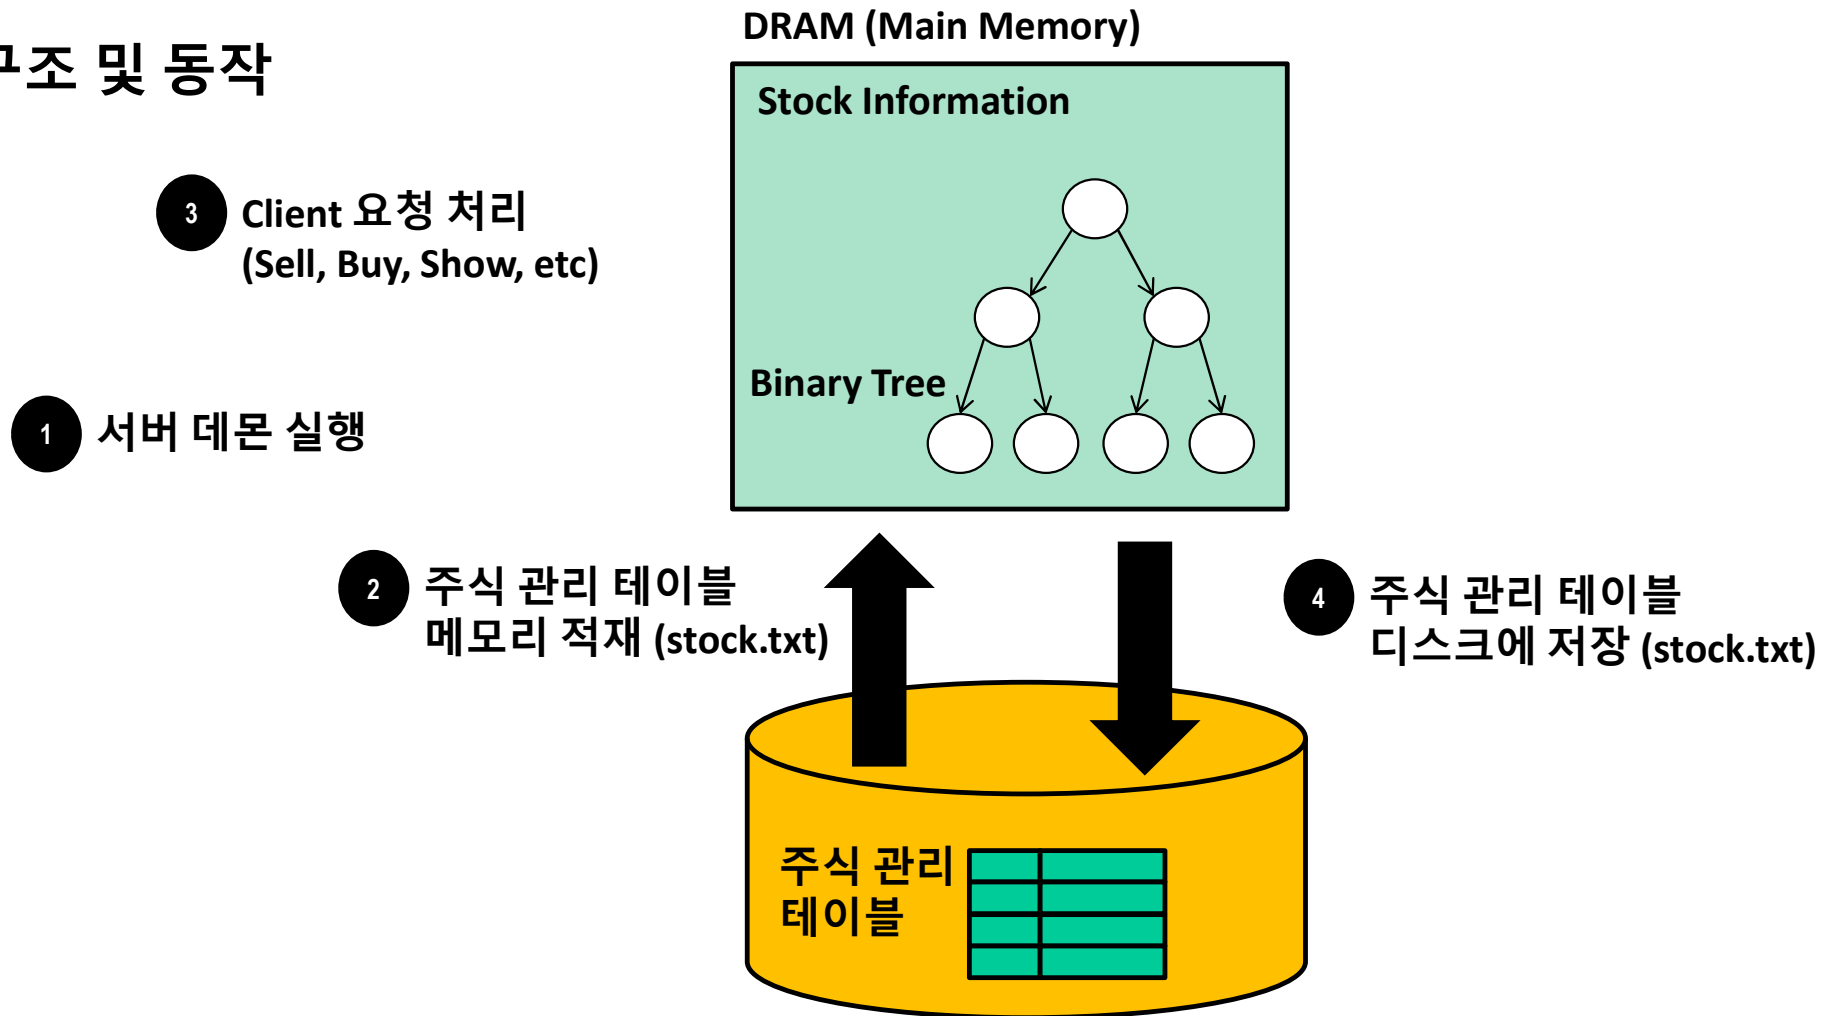 조 및 동작
DRAM (Main Memory)
Stock Information
3 Client 요청 처리
(Sell, Buy, Show, etc)
Binary Tree
1 서버 데몬 실행
2 주식 관리 테이블
메모리 적재 (stock.txt)
4 주식 관리 테이블
디스크에 저장 (stock.txt)
주식 관리
테이블